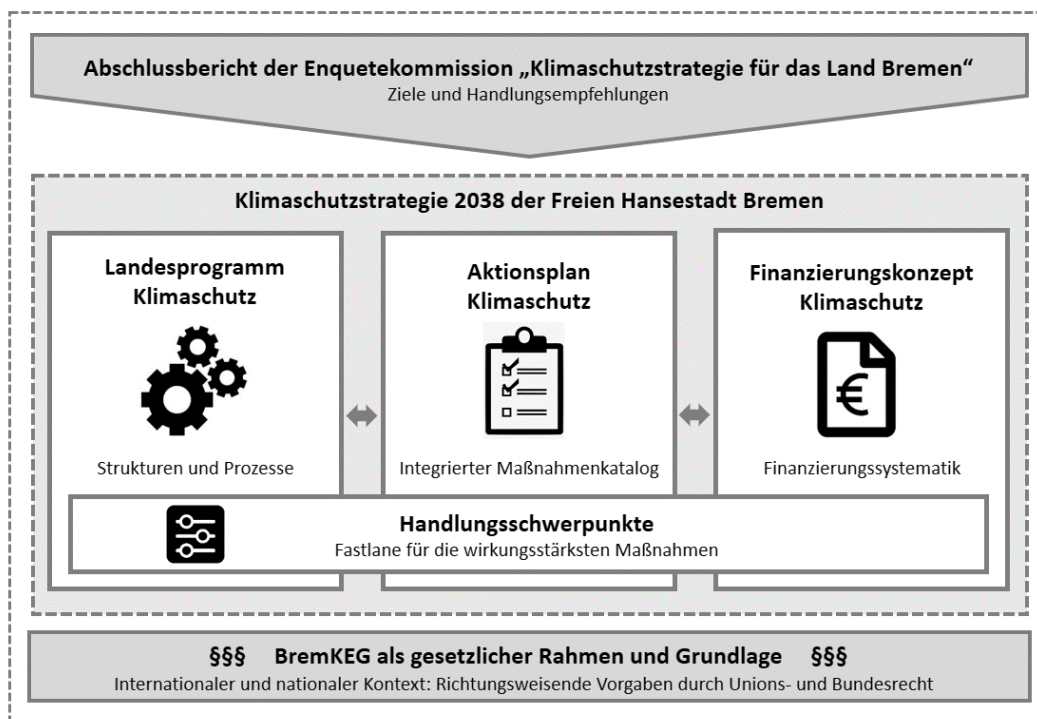 Abschlussbericht der Enquetekommission „Klimaschutzstrategie für das Land Bremen“
Ziele und Handlungsempfehlungen
Klimaschutzstrategie 2038 der Freien Hansestadt Bremen
Landesprogramm
Klimaschutz
Strukturen und Prozesse
Aktionsplan
Klimaschutz
Integrierter Maßnahmenkatalog
Finanzierungskonzept
Klimaschutz
€
Finanzierungssystematik
Handlungsschwerpunkte
Fastlane für die wirkungsstärksten Maßnahmen
§§§ BremKEG als gesetzlicher Rahmen und Grundlage §§§
Internationaler und nationaler Kontext: Richtungsweisende Vorgaben durch Unions- und Bundesrecht